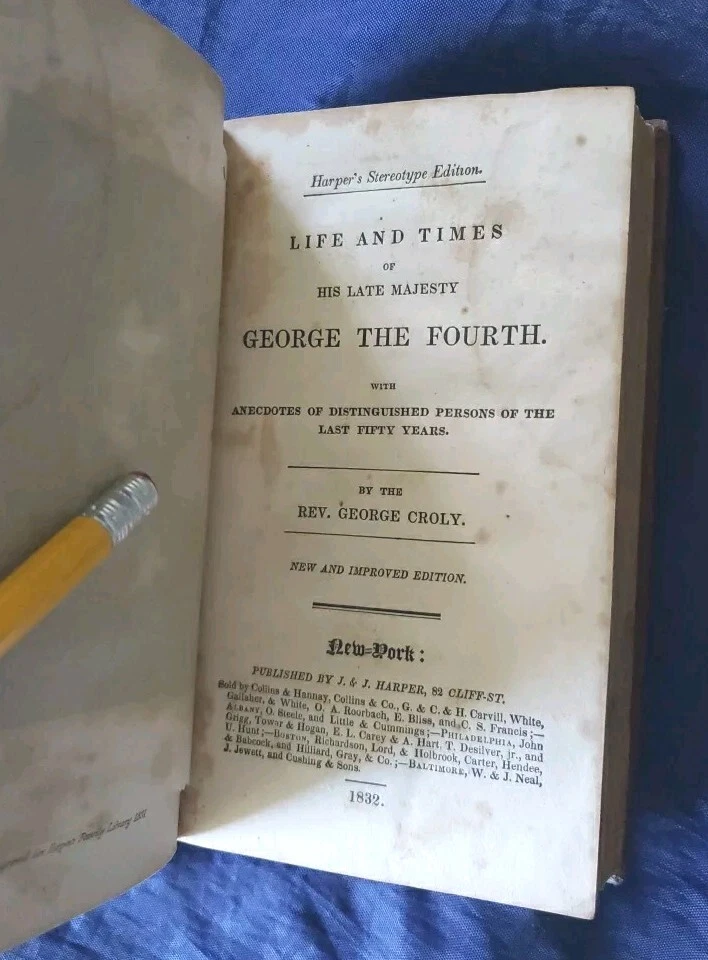 Harper's Stereotype Edition.
LIFE AND TIMES
OF
HIS LATE MAJESTY
GEORGE THE FOURTH.
WITH
ANECDOTES OF DISTINGUISHED PERSONS OF THE
LAST FIFTY YEARS.
BY THE
REV. GEORGE CROLY.
NEW AND IMPROVED EDITION.
New-York:
PUBLISHED BY J. & J. HARPER, 82 CLIFF-ST.
Sold by Collins & Hannay, Collins & Co., G. & C. & H. Carvill, White,
Gallaher, & White, O. A. Roorbach, E. Bliss, and C. S. Francis;—
ALBANY, O. Steele, and Little & Cummings;—PHILADELPHIA, John
Grigg, Towar & Hogan, E. L. Carey & A. Hart, T. Desilver, jr., and
U. Hunt;—BOSTON, Richardson, Lord, & Holbrook, Carter, Hendee,
& Babcock, and Hilliard, Gray, & Co.;—BALTIMORE, W. & J. Neal,
J. Jewett, and Cushing & Sons.
1832.
Family Library